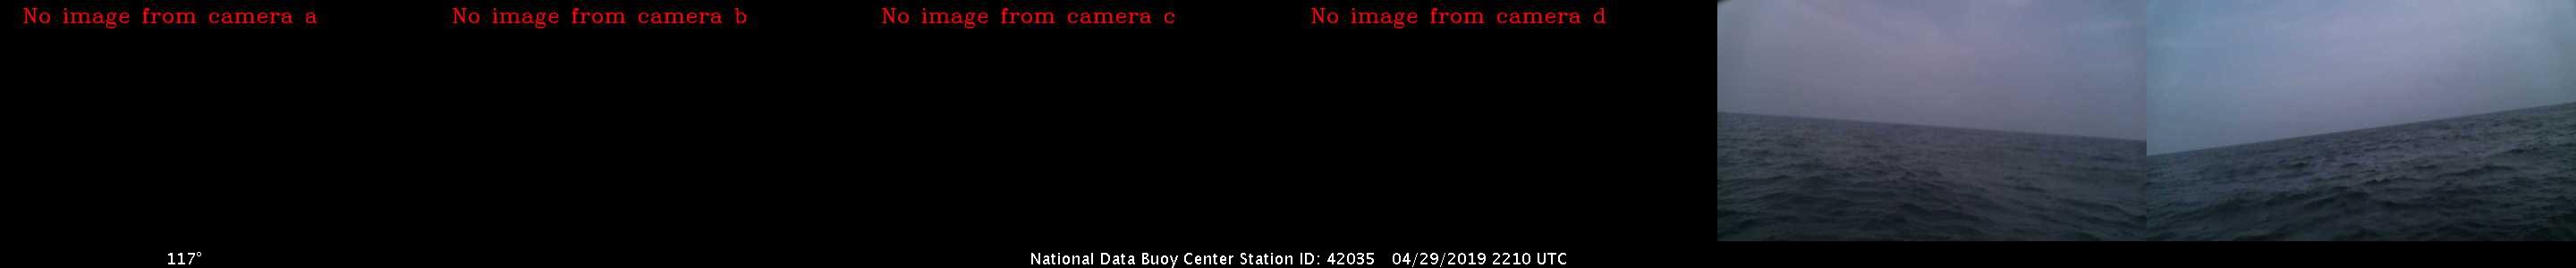 No image from camera a
No image from camera b
No image from camera c
No image from camera d
117°
National Data Buoy Center Station ID: 42035 04/29/2019 2210 UTC